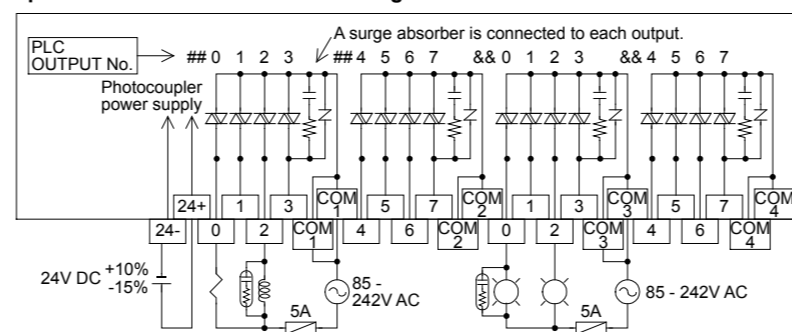 A surge absorber is connected to each output.
PLC
OUTPUT No.
## 0 1 2 3 ## 4 5 6 7 && 0 1 2 3 && 4 5 6 7
Photocoupler
power supply
24+ 1 3 COM 1 5 7 COM 2 1 3 COM 3 5 7 COM 4
24- 0 2 COM 1 4 6 COM 2 0 2 COM 3 4 6 COM 4
24V DC +10% -15%
85 - 242V AC
5A
85 - 242V AC
5A